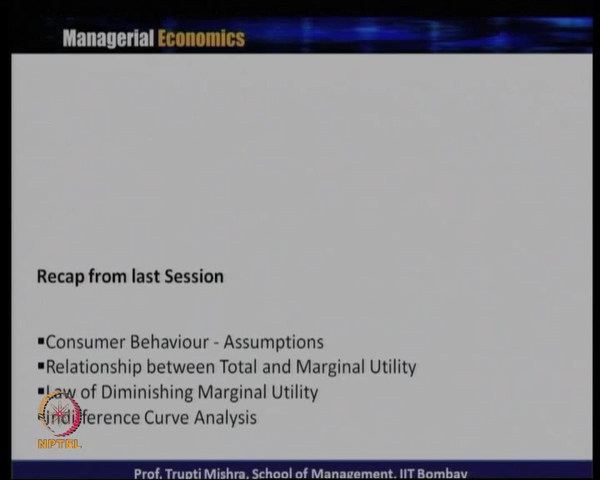 Managerial Economics
Recap from last Session
▪Consumer Behaviour - Assumptions
▪Relationship between Total and Marginal Utility
▪Law of Diminishing Marginal Utility
▪Indifference Curve Analysis
NPTEL
Prof. Trupti Mishra, School of Management, IIT Bombay